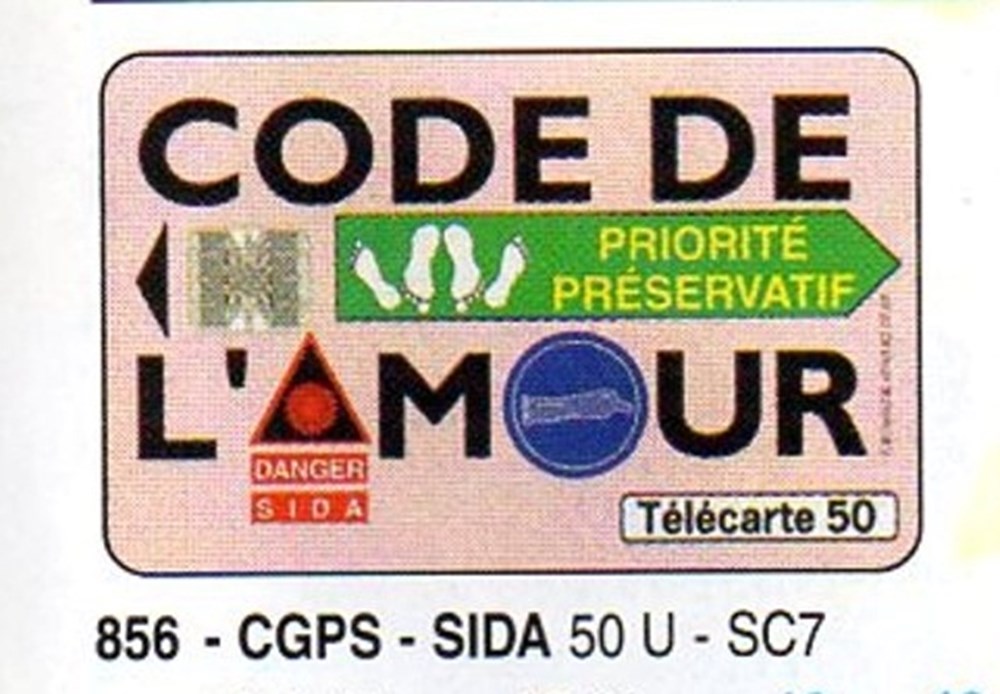 CODE DE
PRIORITÉ
PRÉSERVATIF
L'AMOUR
DANGER
SIDA
Télécarte 50
856 - CGPS - SIDA 50 U - SC7